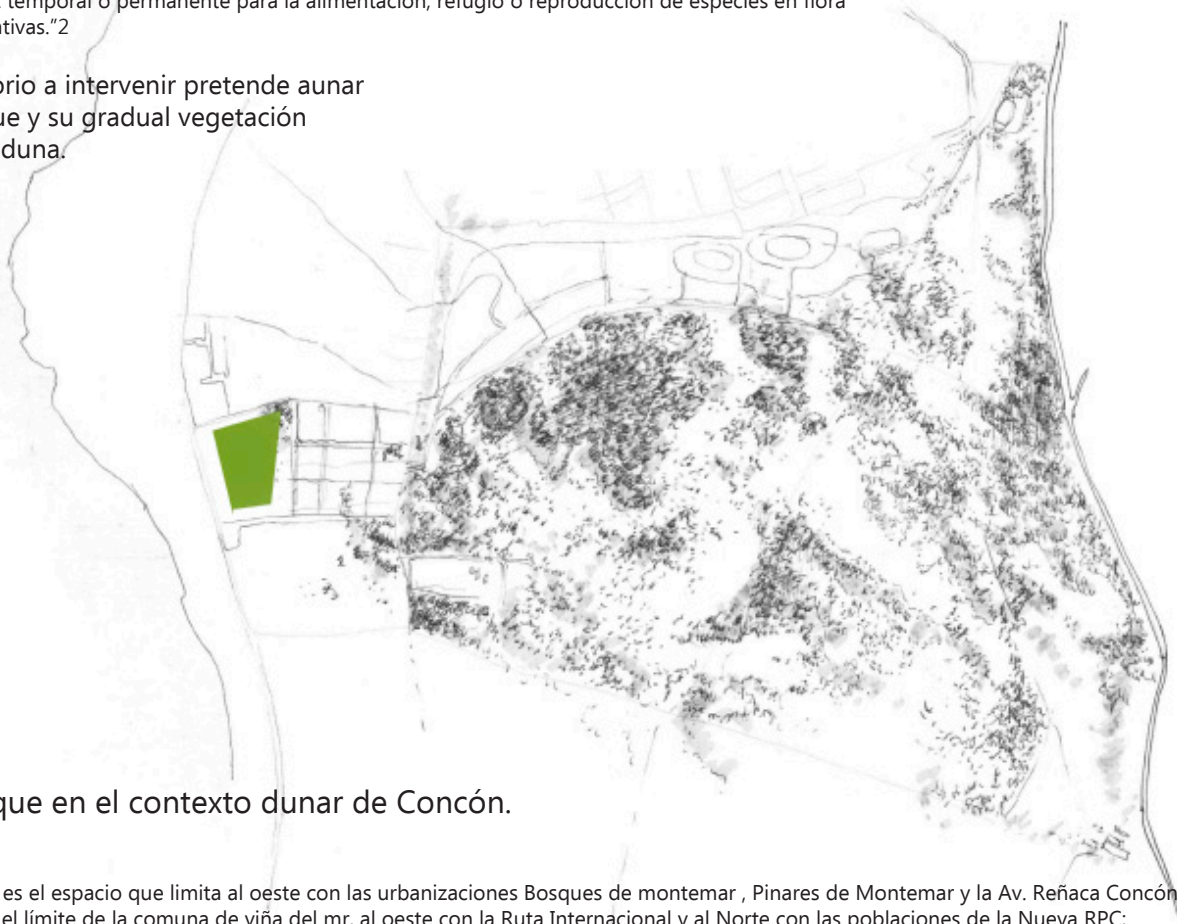 temporal o permanente para la alimentación, refugio o reproducción de especies en flora
ativas."2
orio a intervenir pretende aunar
ue y su gradual vegetación
duna.
que en el contexto dunar de Concón.
es el espacio que limita al oeste con las urbanizaciones Bosques de montemar , Pinares de Montemar y la Av. Reñaca Concón
el límite de la comuna de viña del mr, al oeste con la Ruta Internacional y al Norte con las poblaciones de la Nueva RPC;